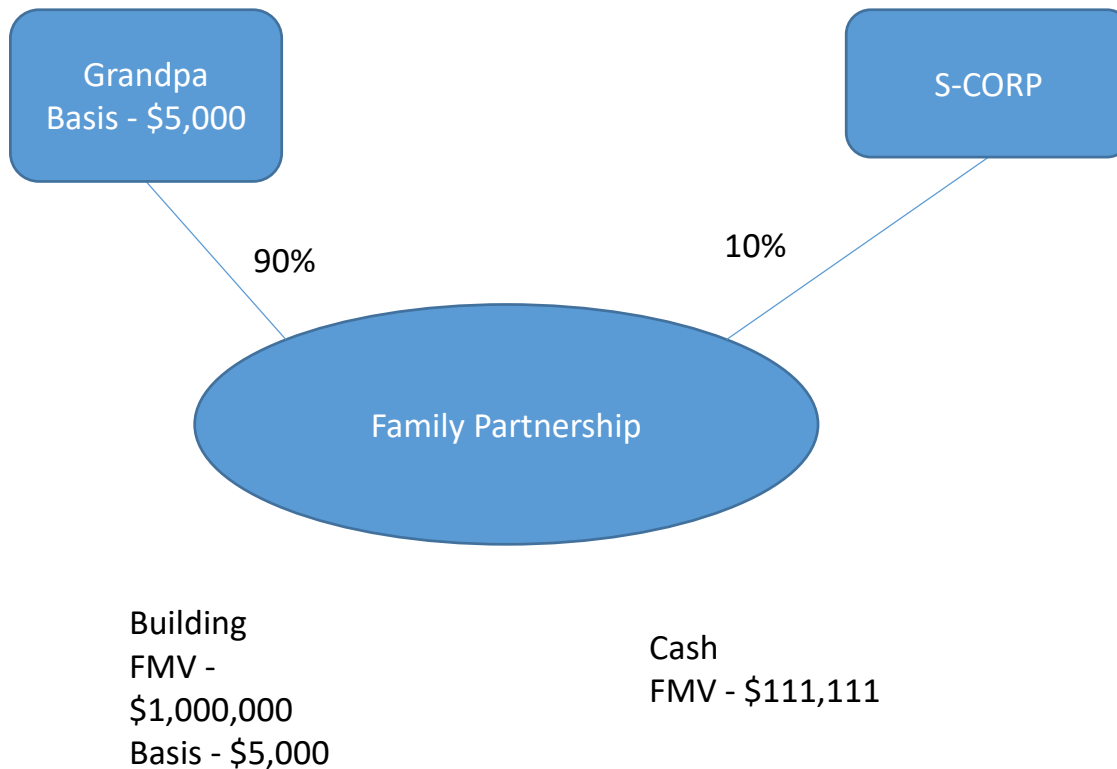 Grandpa
Basis - $5,000
S-CORP
90%
10%
Family Partnership
Building
FMV -
$1,000,000
Basis - $5,000
Cash
FMV - $111,111